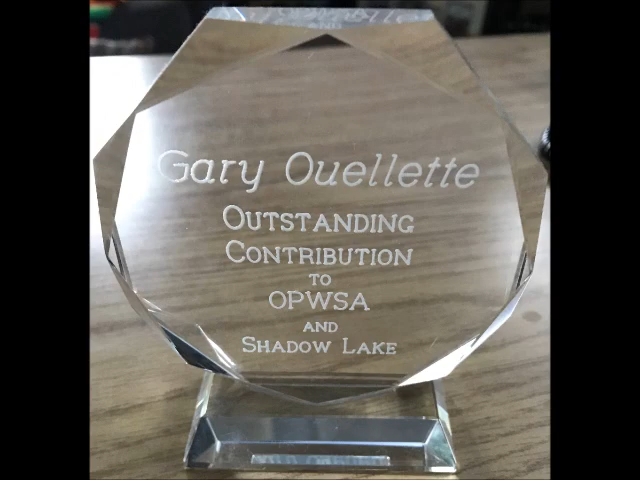 Gary Ouellette
OUTSTANDING
CONTRIBUTION
TO
OPWSA
AND
SHADOW LAKE